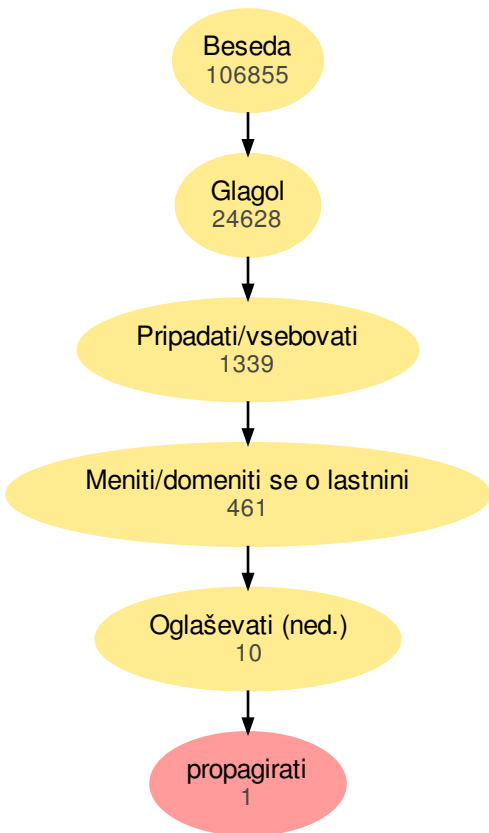 Beseda
106855
Glagol
24628
Pripadati/vsebovati
1339
Meniti/domeniti se o lastnini
461
Oglaševati (ned.)
10
propagirati
1